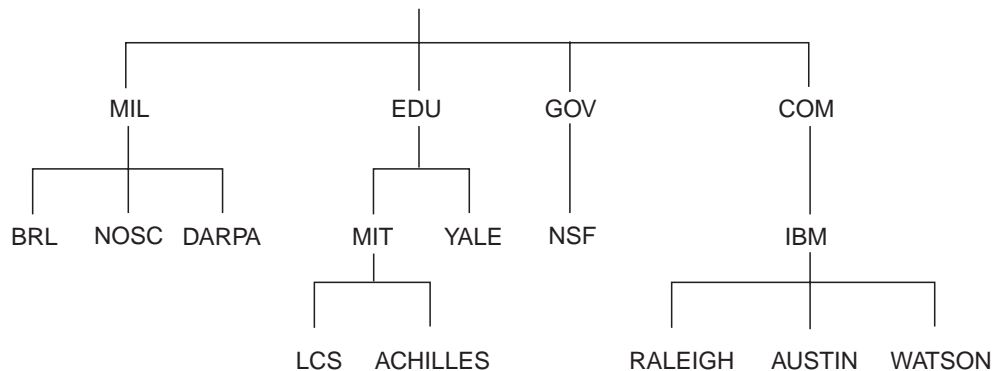 MIL EDU GOV COM
BRL NOSC DARPA MIT YALE NSF IBM
LCS ACHILLES RALEIGH AUSTIN WATSON